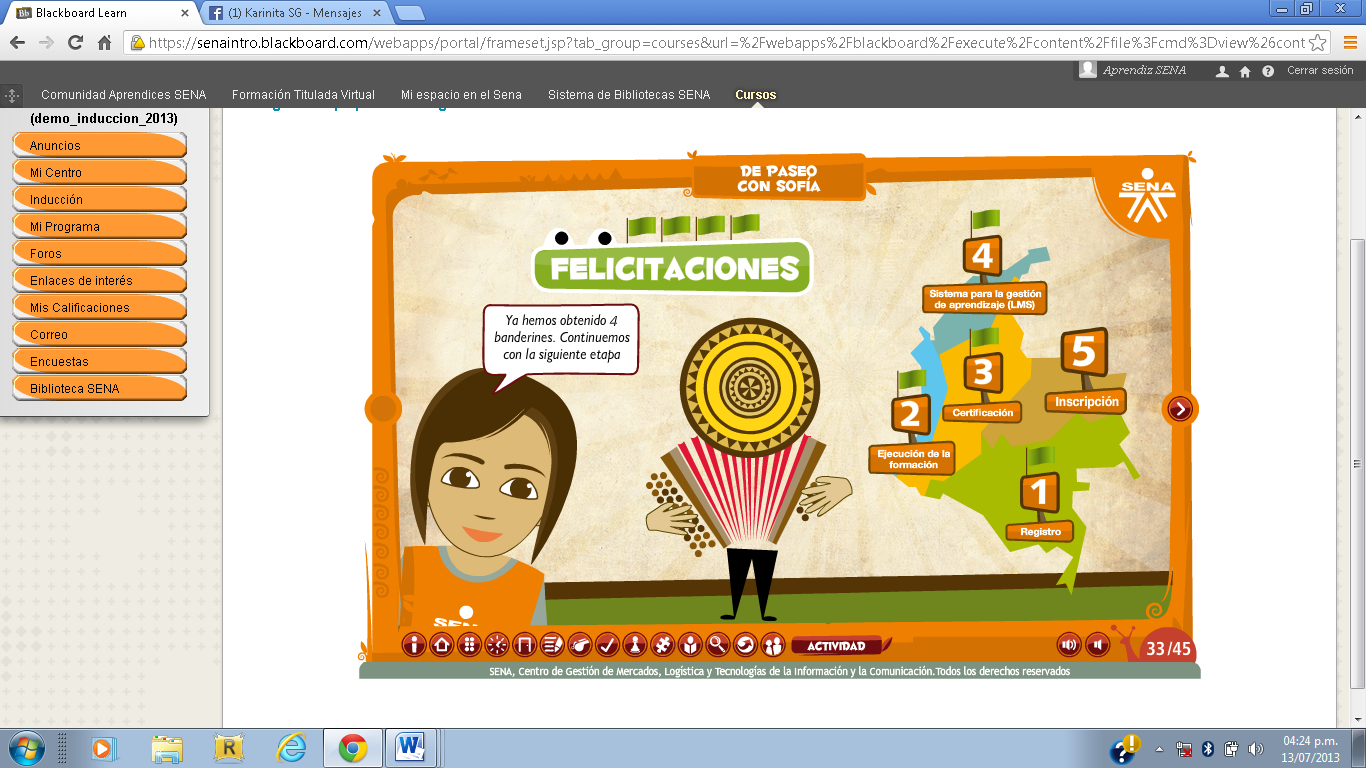 Blackboard Learn
(1) Karinita SG - Mensajes
https://senaintro.blackboard.com/webapps/portal/frameset.jsp?tab_group=courses&url=%2Fwebapps%2Fblackboard%2Fexecute%2Fcontent%2Ffile%3Fcmd%3Dview%26cont
Aprendiz SENA
Cerrar sesión
Comunidad Aprendices SENA
Formación Titulada Virtual
Mi espacio en el Sena
Sistema de Bibliotecas SENA
Cursos
(demo_induccion_2013)
Anuncios
Mi Centro
Inducción
Mi Programa
Foros
Enlaces de interés
Mis Calificaciones
Correo
Encuestas
Biblioteca SENA
DE PASEO
CON SOFÍA
SENA
FELICITACIONES
Ya hemos obtenido 4
banderines. Continuemos
con la siguiente etapa
4
Sistema para la gestión
de aprendizaje (LMS)
5
Inscripción
3
Certificación
2
Ejecución de la
formación
1
Registro
SENA
ACTIVIDAD
33/45
SENA, Centro de Gestión de Mercados, Logística y Tecnologías de la Información y la Comunicación.Todos los derechos reservados
04:24 p.m.
13/07/2013